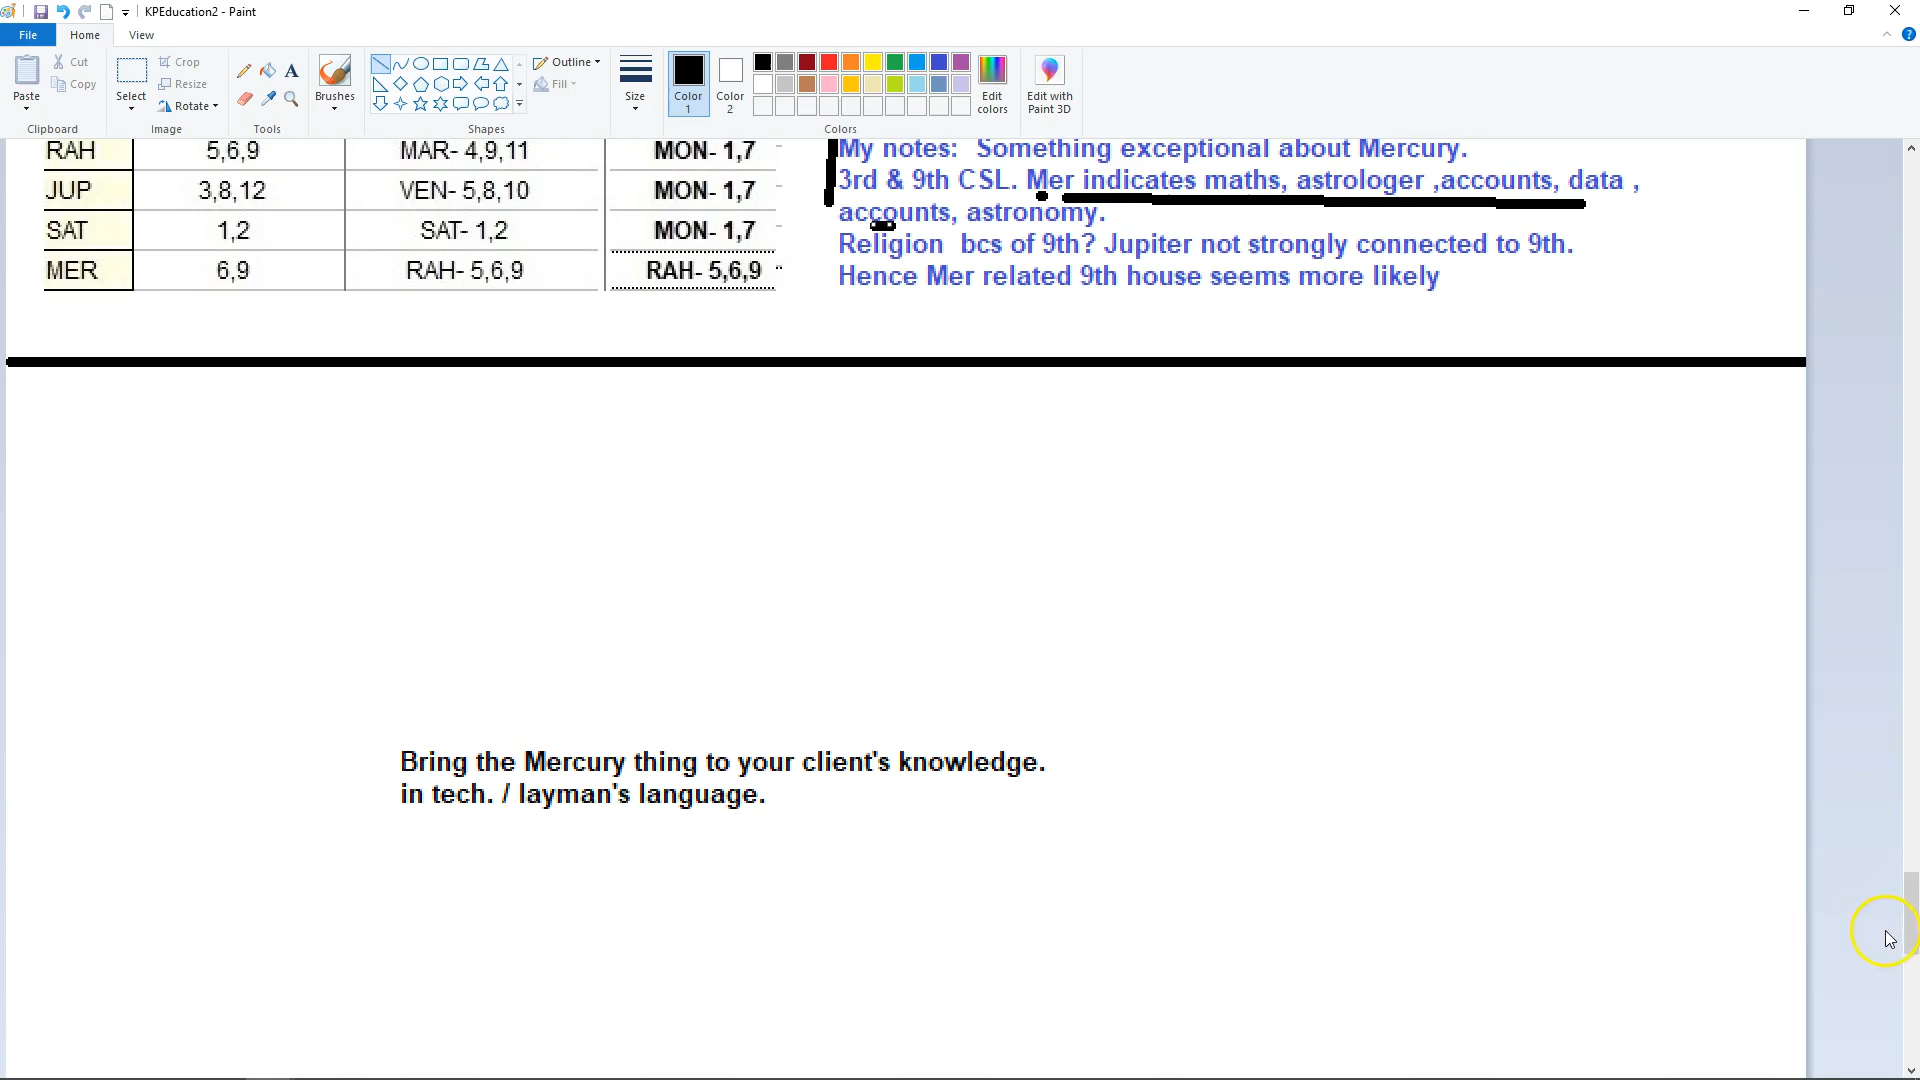 KPEducation2 - Paint
File Home View
Paste
Cut
Copy
Clipboard
Select
Crop
Resize
Rotate
Image
Tools
Brushes
Shapes
Outline
Fill
Size
Color 1
Color 2
Edit colors
Colors
Edit with Paint 3D
RAH 5,6,9 MAR- 4,9,11 MON- 1,7
JUP 3,8,12 VEN- 5,8,10 MON- 1,7
SAT 1,2 SAT- 1,2 MON- 1,7
MER 6,9 RAH- 5,6,9 RAH- 5,6,9
My notes: Something exceptional about Mercury.
3rd & 9th CSL. Mer indicates maths, astrologer ,accounts, data ,
accounts, astronomy.
Religion bcs of 9th? Jupiter not strongly connected to 9th.
Hence Mer related 9th house seems more likely
Bring the Mercury thing to your client's knowledge.
in tech. / layman's language.